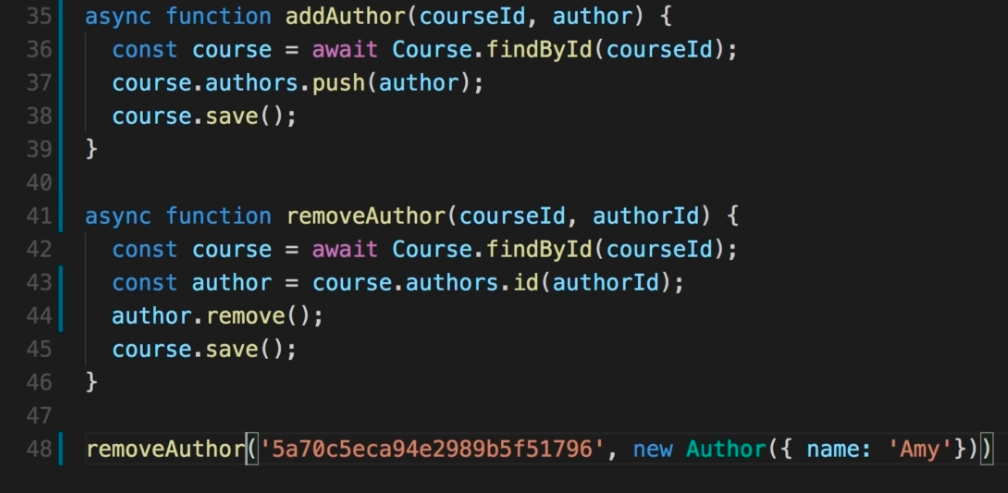 35 async function addAuthor(courseId, author) {
36   const course = await Course.findById(courseId);
37   course.authors.push(author);
38   course.save();
39 }
40
41 async function removeAuthor(courseId, authorId) {
42   const course = await Course.findById(courseId);
43   const author = course.authors.id(authorId);
44   author.remove();
45   course.save();
46 }
47
48 removeAuthor('5a70c5eca94e2989b5f51796', new Author({ name: 'Amy'}))